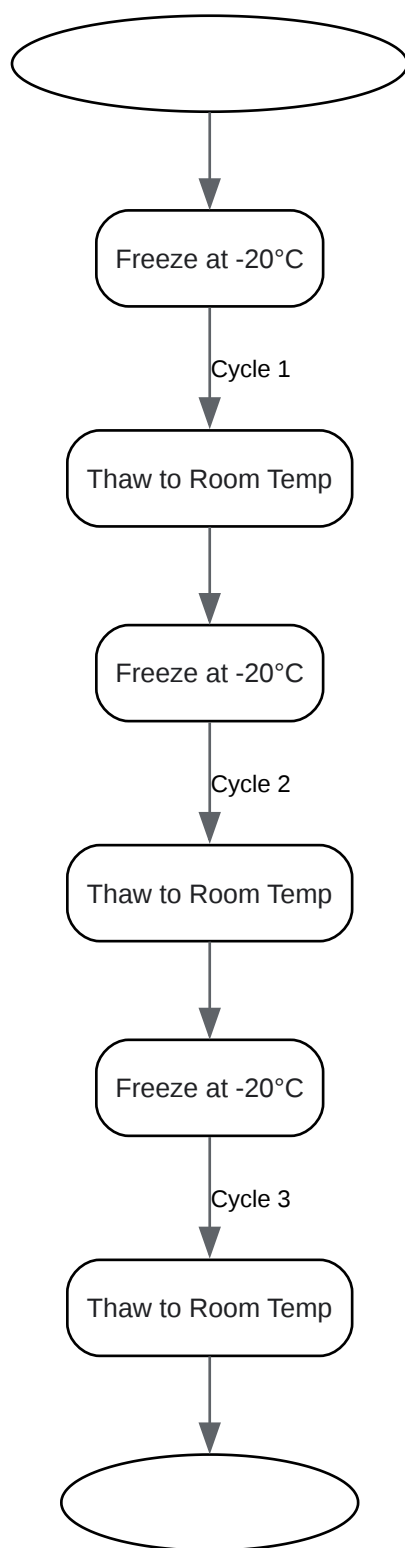 Freeze at -20°C
Cycle 1
Thaw to Room Temp
Freeze at -20°C
Cycle 2
Thaw to Room Temp
Freeze at -20°C
Cycle 3
Thaw to Room Temp